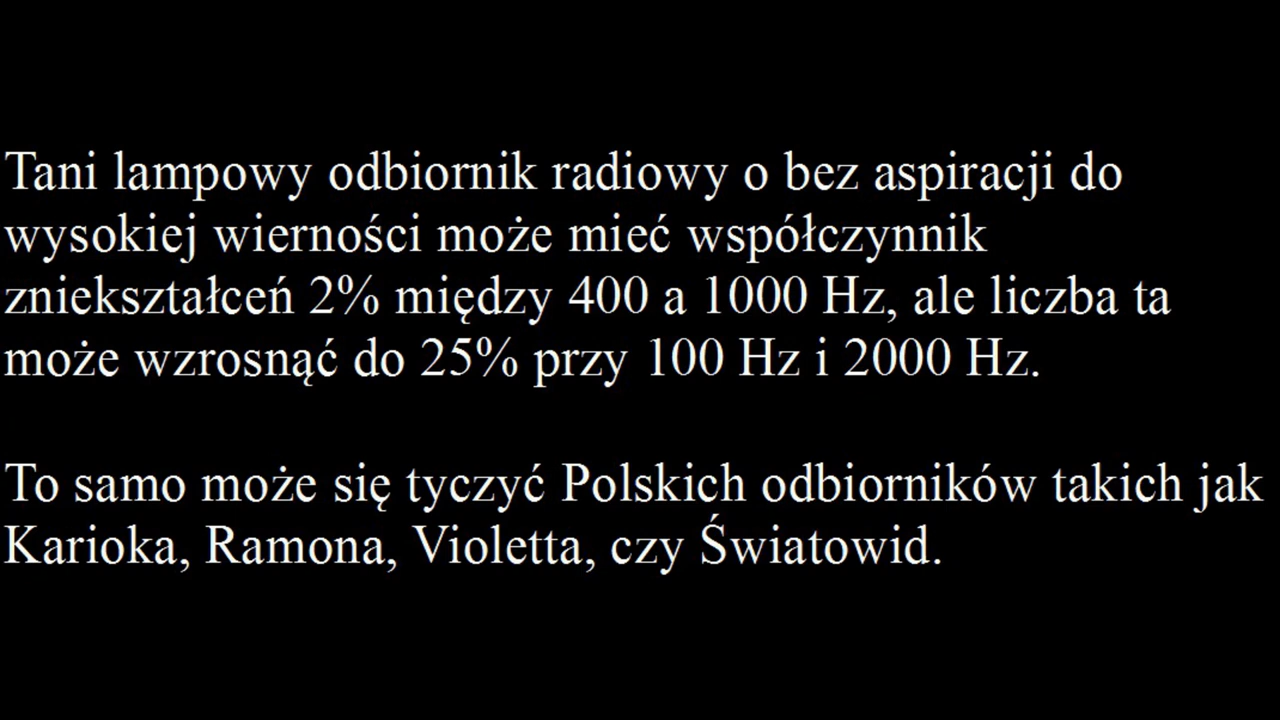 Tani lampowy odbiornik radiowy o bez aspiracji do
wysokiej wierności może mieć współczynnik
zniekształceń 2% między 400 a 1000 Hz, ale liczba ta
może wzrosnąć do 25% przy 100 Hz i 2000 Hz.
To samo może się tyczyć Polskich odbiorników takich jak
Karioka, Ramona, Violetta, czy Światowid.